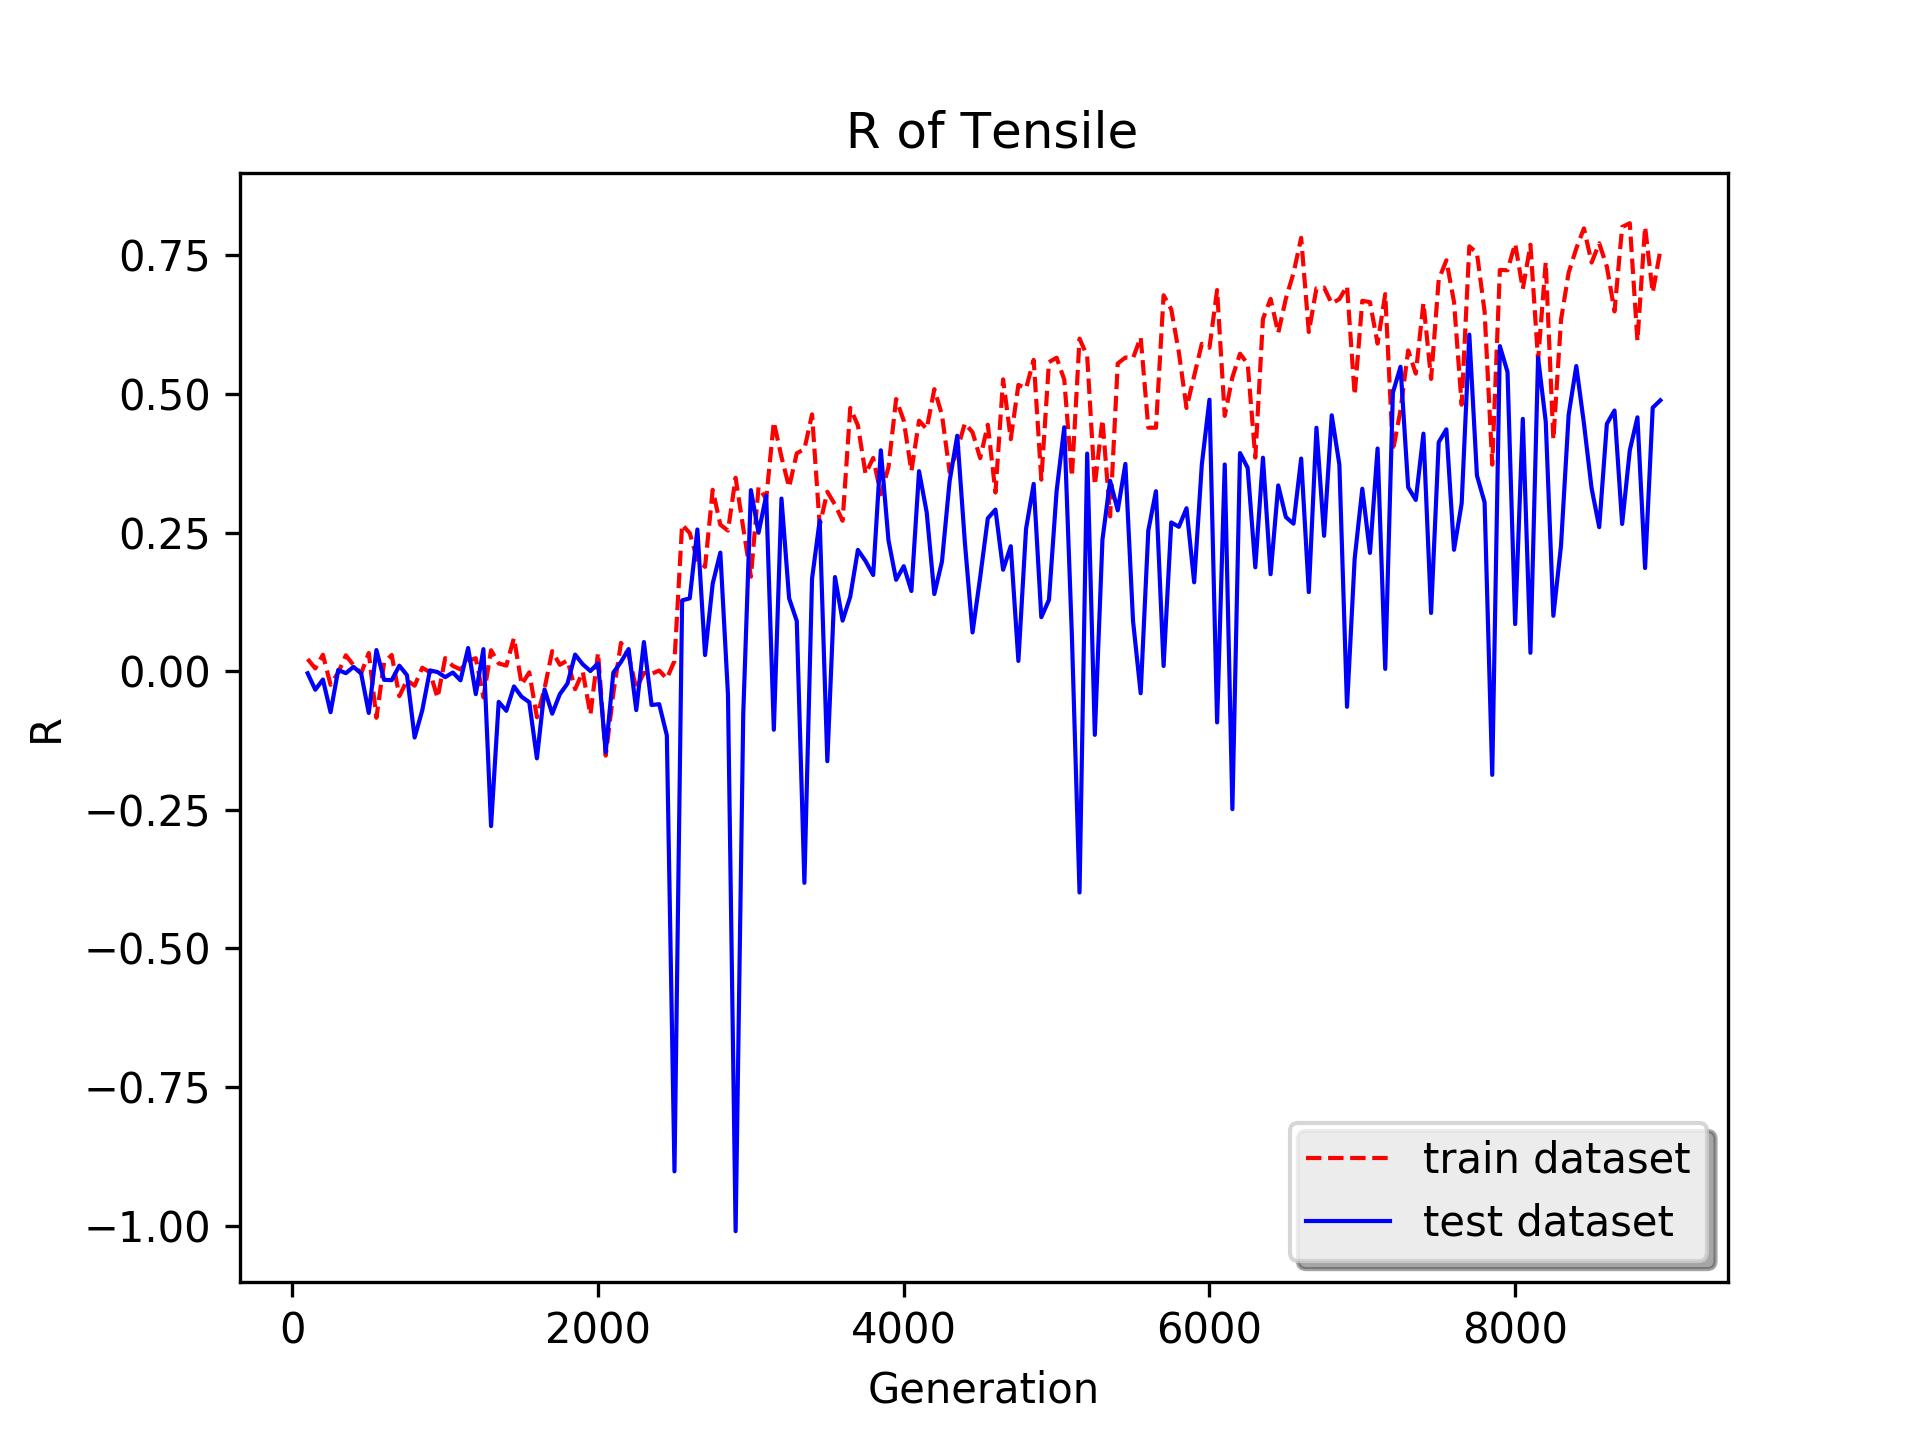 R of Tensile
R
0.75
0.50
0.25
0.00
−0.25
−0.50
−0.75
−1.00
0 2000 4000 6000 8000
Generation
train dataset
test dataset